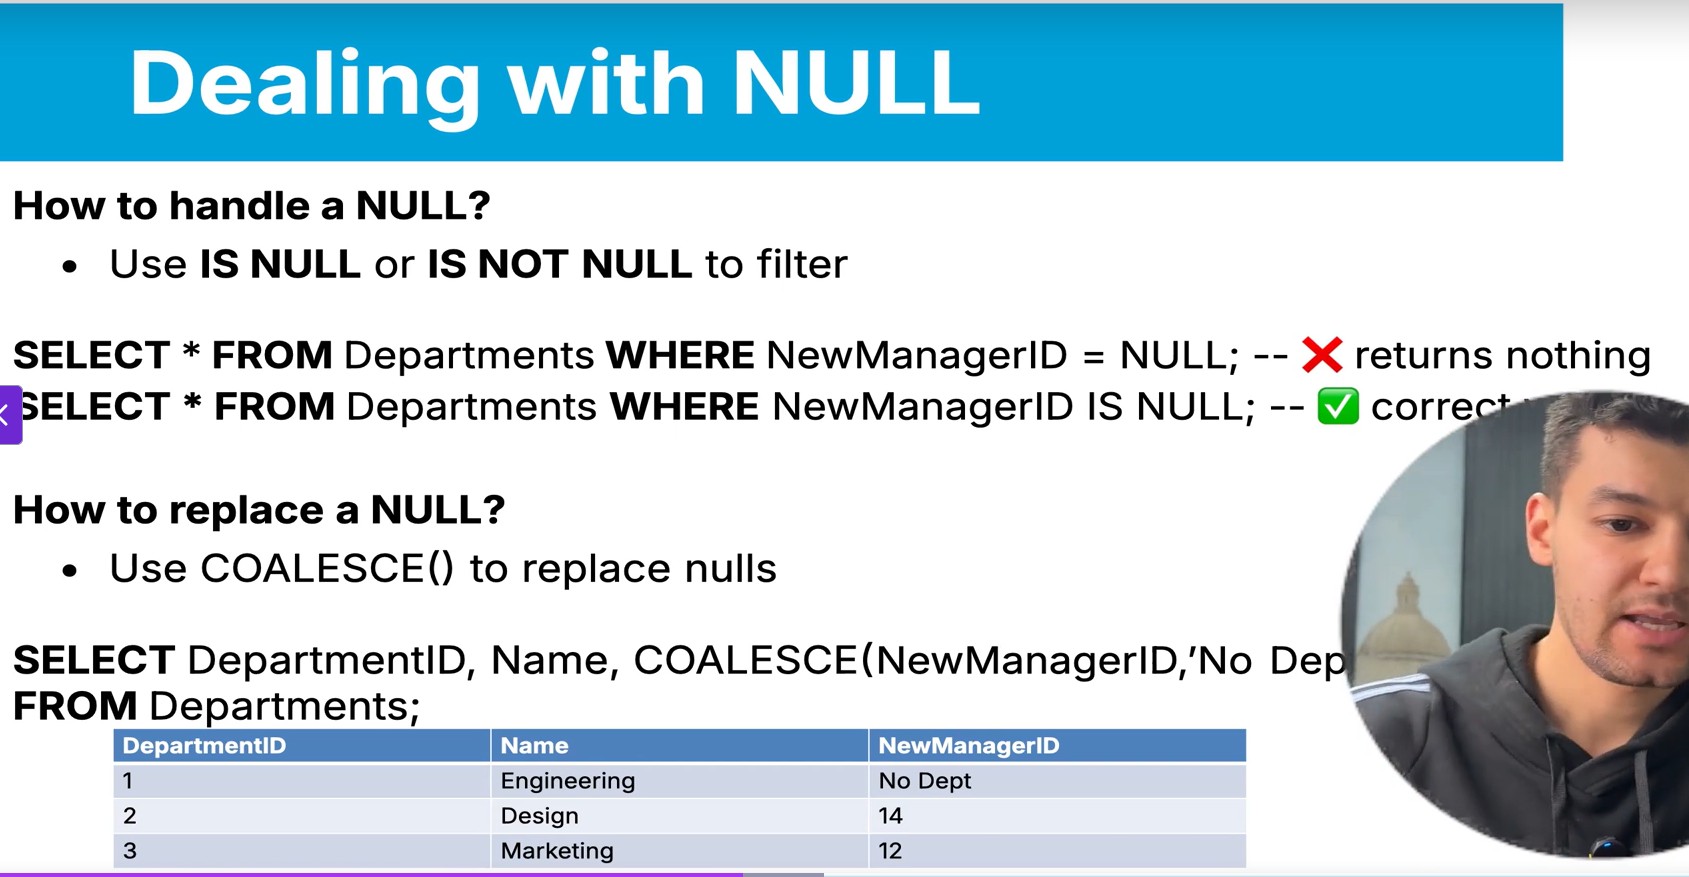 Dealing with NULL
How to handle a NULL?
• Use IS NULL or IS NOT NULL to filter
SELECT * FROM Departments WHERE NewManagerID = NULL; -- ❌ returns nothing
SELECT * FROM Departments WHERE NewManagerID IS NULL; -- ✅ correct
How to replace a NULL?
• Use COALESCE() to replace nulls
SELECT DepartmentID, Name, COALESCE(NewManagerID,’No Dep
FROM Departments;
DepartmentID Name NewManagerID
1 Engineering No Dept
2 Design 14
3 Marketing 12